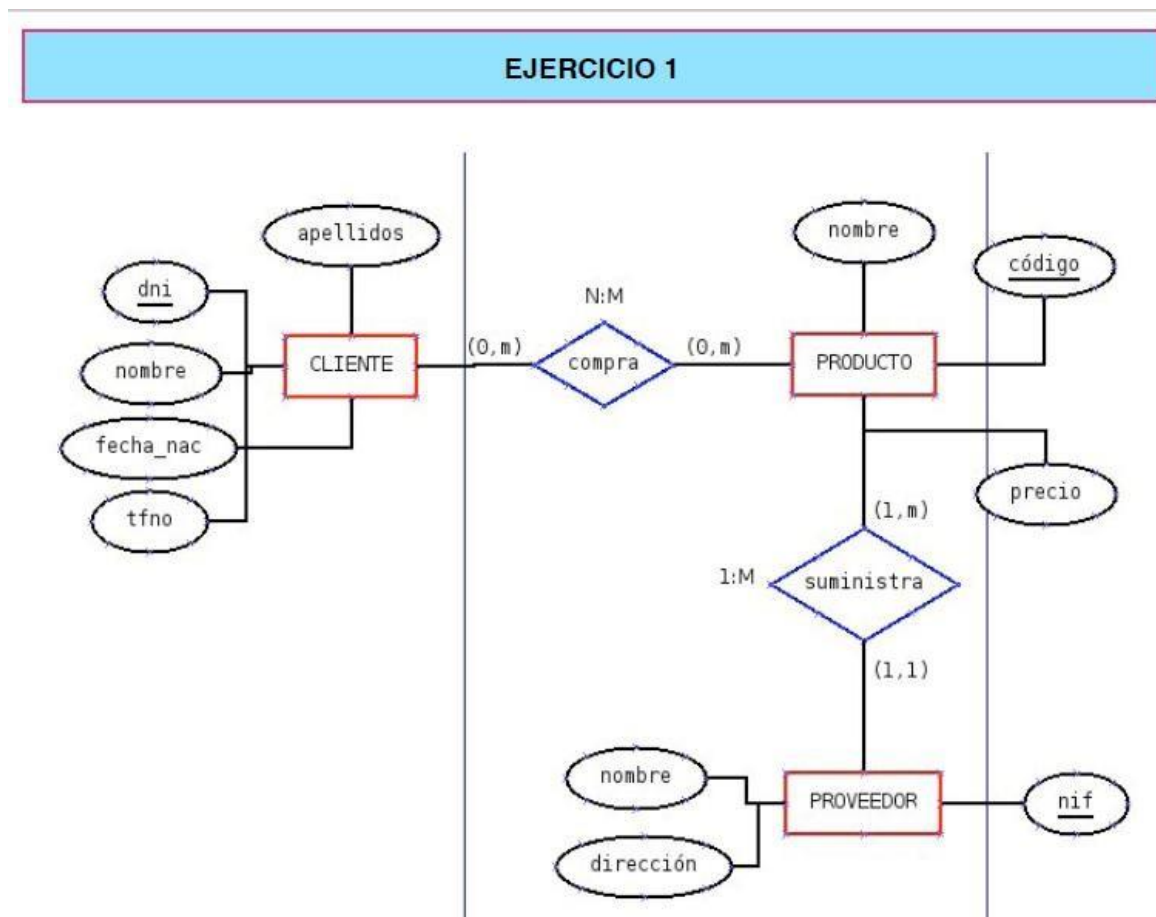 EJERCICIO 1
apellidos
nombre
dni
código
N:M
(0,m)
(0,m)
CLIENTE
compra
PRODUCTO
nombre
fecha_nac
precio
tfno
(1,m)
1:M
suministra
(1,1)
nombre
PROVEEDOR
nif
dirección